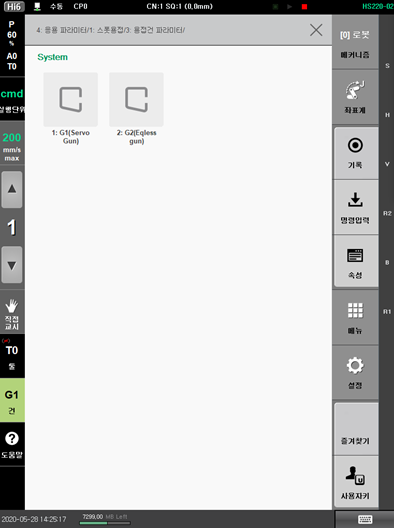 Hi6 수동 CP0 CN:1 SQ:1 (0,0mm) HS220-02
P
60
%
A0
T0
cmd
실행단위
200
mm/s
max
1
직접
교시
T0
툴
G1
건
도움말
4: 응용 파라미터/1: 스폿용접/3: 용접건 파라미터/
System
1: G1(Servo
Gun)
2: G2(Eqless
gun)
[0] 로봇
메커니즘
좌표계
기록
명령입력
속성
메뉴
설정
즐겨찾기
U
사용자키
S
H
V
R2
B
R1
2020-05-28 14:25:17 7299,00 MB Left